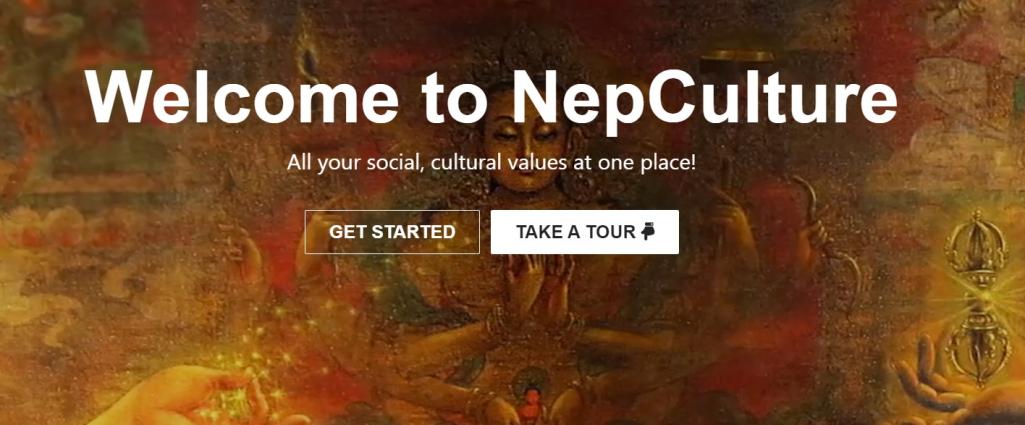 Welcome to NepCulture
All your social, cultural values at one place!
GET STARTED
TAKE A TOUR